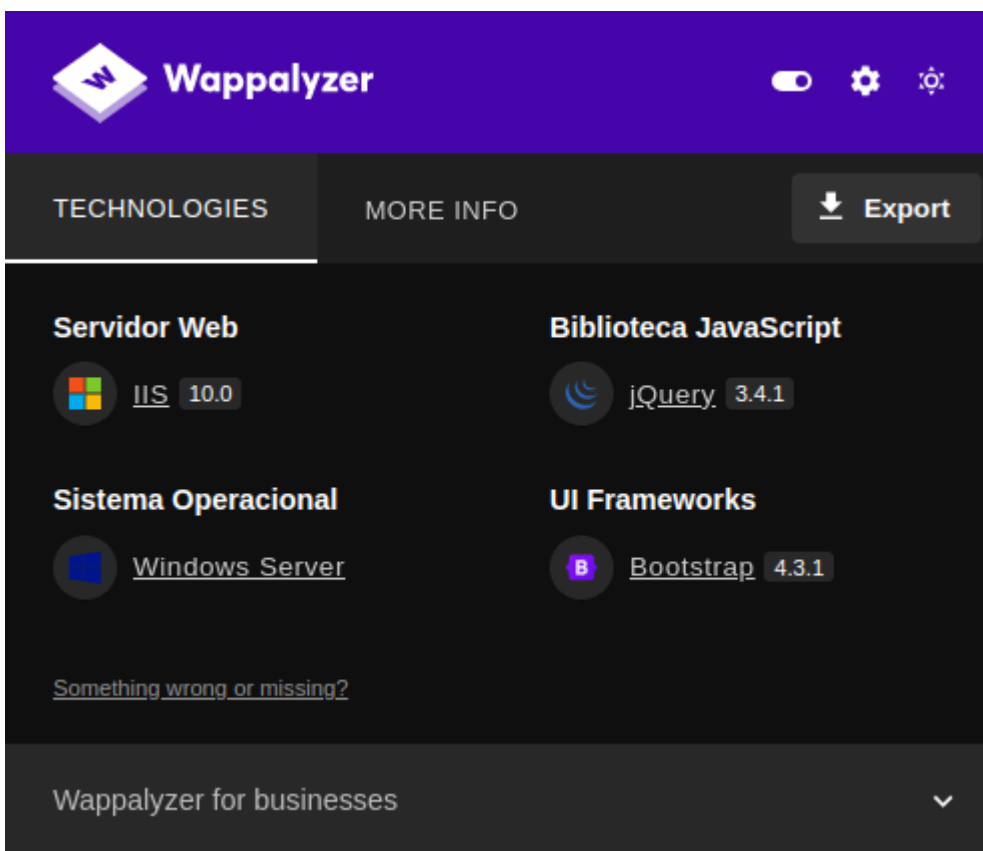 Wappalyzer
TECHNOLOGIES
MORE INFO
Export
Servidor Web
IIS 10.0
Biblioteca JavaScript
jQuery 3.4.1
Sistema Operacional
Windows Server
UI Frameworks
B Bootstrap 4.3.1
Something wrong or missing?
Wappalyzer for businesses